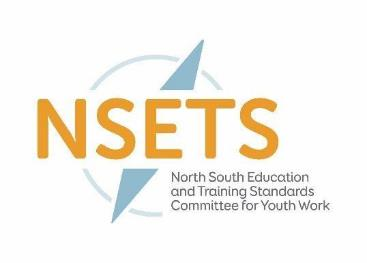 NSETS
North South Education
and Training Standards
Committee for Youth Work